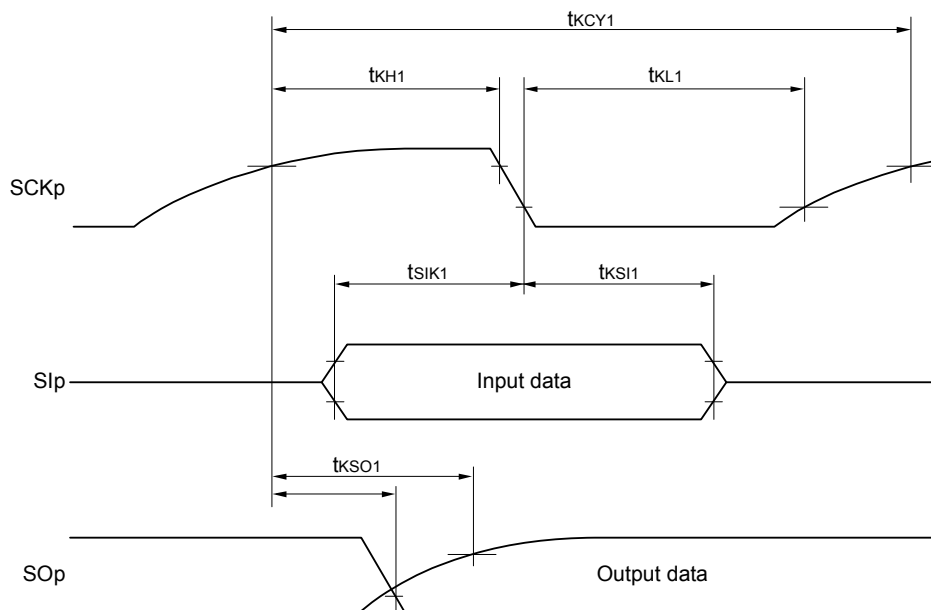 tKCY1
tKH1
tKL1
SCKp
tSIK1
tKSI1
SIp
Input data
tKSO1
SOp
Output data